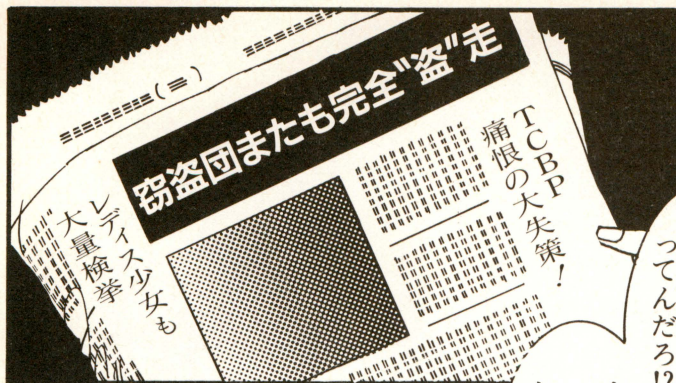 窃盗団またも完全”盗”走
TCBP
痛恨の大失策！
レディス少女も
大量検挙
ってんだろ!?